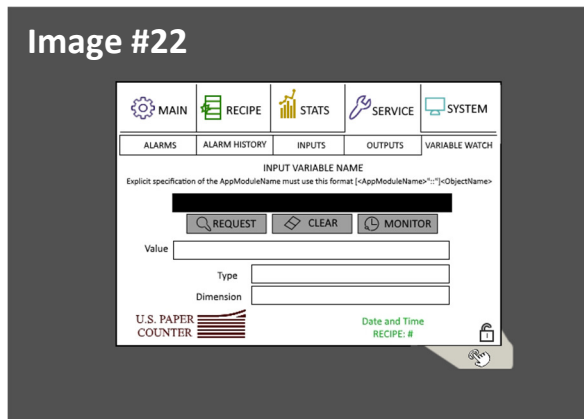 Image #22
MAIN RECIPE STATS SERVICE SYSTEM
ALARMS ALARM HISTORY INPUTS OUTPUTS VARIABLE WATCH
INPUT VARIABLE NAME
Explicit specification of the AppModuleName must use this format [<AppModuleName>"::"]<ObjectName>
REQUEST CLEAR MONITOR
Value
Type
Dimension
U.S. PAPER
COUNTER
Date and Time
RECIPE: #